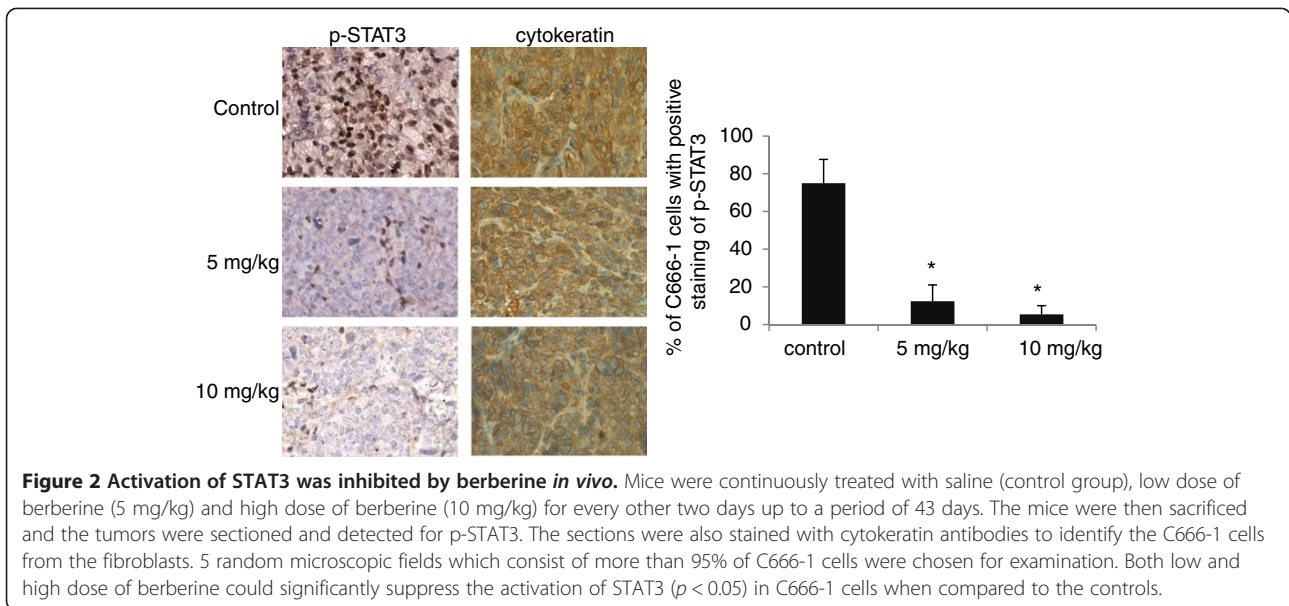 p-STAT3
cytokeratin
Control
5 mg/kg
10 mg/kg
% of C666-1 cells with positive
staining of p-STAT3
100
80
60
40
20
0
*
*
control
5 mg/kg
10 mg/kg
Figure 2 Activation of STAT3 was inhibited by berberine in vivo. Mice were continuously treated with saline (control group), low dose of
berberine (5 mg/kg) and high dose of berberine (10 mg/kg) for every other two days up to a period of 43 days. The mice were then sacrificed
and the tumors were sectioned and detected for p-STAT3. The sections were also stained with cytokeratin antibodies to identify the C666-1 cells
from the fibroblasts. 5 random microscopic fields which consist of more than 95% of C666-1 cells were chosen for examination. Both low and
high dose of berberine could significantly suppress the activation of STAT3 (p < 0.05) in C666-1 cells when compared to the controls.